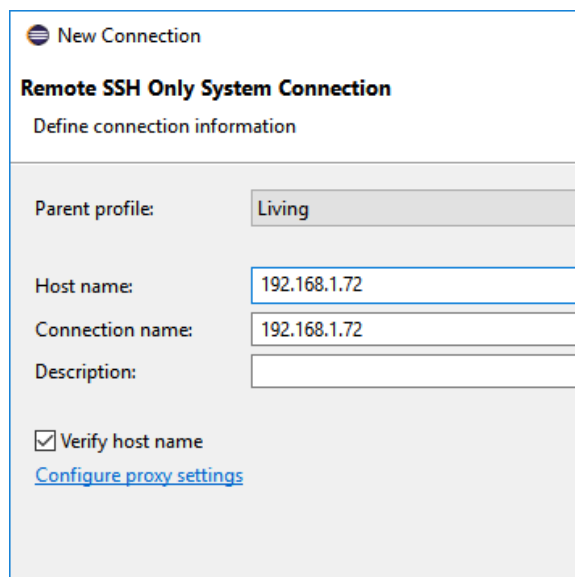 New Connection
Remote SSH Only System Connection
Define connection information
Parent profile: Living
Host name: 192.168.1.72
Connection name: 192.168.1.72
Description:
Verify host name
Configure proxy settings